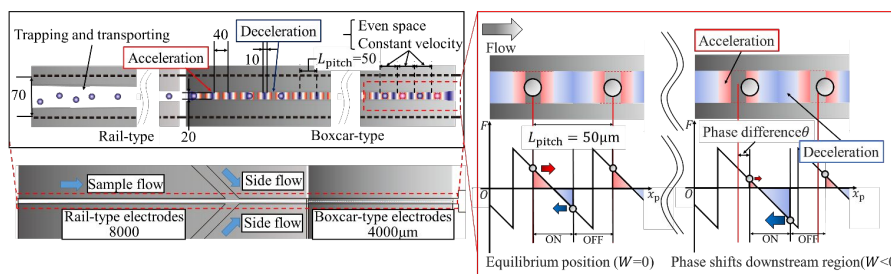 Trapping and transporting
40
Deceleration
Even space
Constant velocity
Acceleration
10
Lpitch=50
70
Rail-type
20
Boxcar-type
Sample flow
Side flow
Rail-type electrodes
8000
Side flow
Boxcar-type electrodes
4000μm
Flow
Acceleration
F
Lpitch = 50μm
Phase differenceθ
Deceleration
O
xp
O
xp
ON
OFF
ON
OFF
Equilibrium position (W=0)
Phase shifts downstream region(W<